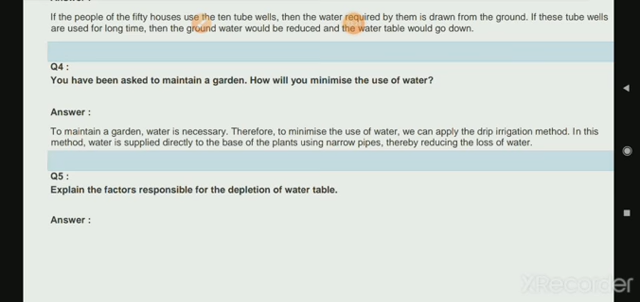 If the people of the fifty houses use the ten tube wells, then the water required by them is drawn from the ground. If these tube wells
are used for long time, then the ground water would be reduced and the water table would go down.
Q4 :
You have been asked to maintain a garden. How will you minimise the use of water?
Answer :
To maintain a garden, water is necessary. Therefore, to minimise the use of water, we can apply the drip irrigation method. In this
method, water is supplied directly to the base of the plants using narrow pipes, thereby reducing the loss of water.
Q5 :
Explain the factors responsible for the depletion of water table.
Answer :
XRecorder